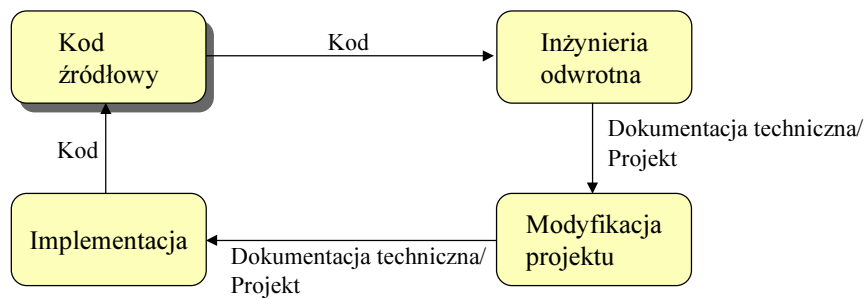 Kod
źródłowy
Kod
Inżynieria
odwrotna
Dokumentacja techniczna/
Projekt
Kod
Implementacja
Modyfikacja
projektu
Dokumentacja techniczna/
Projekt